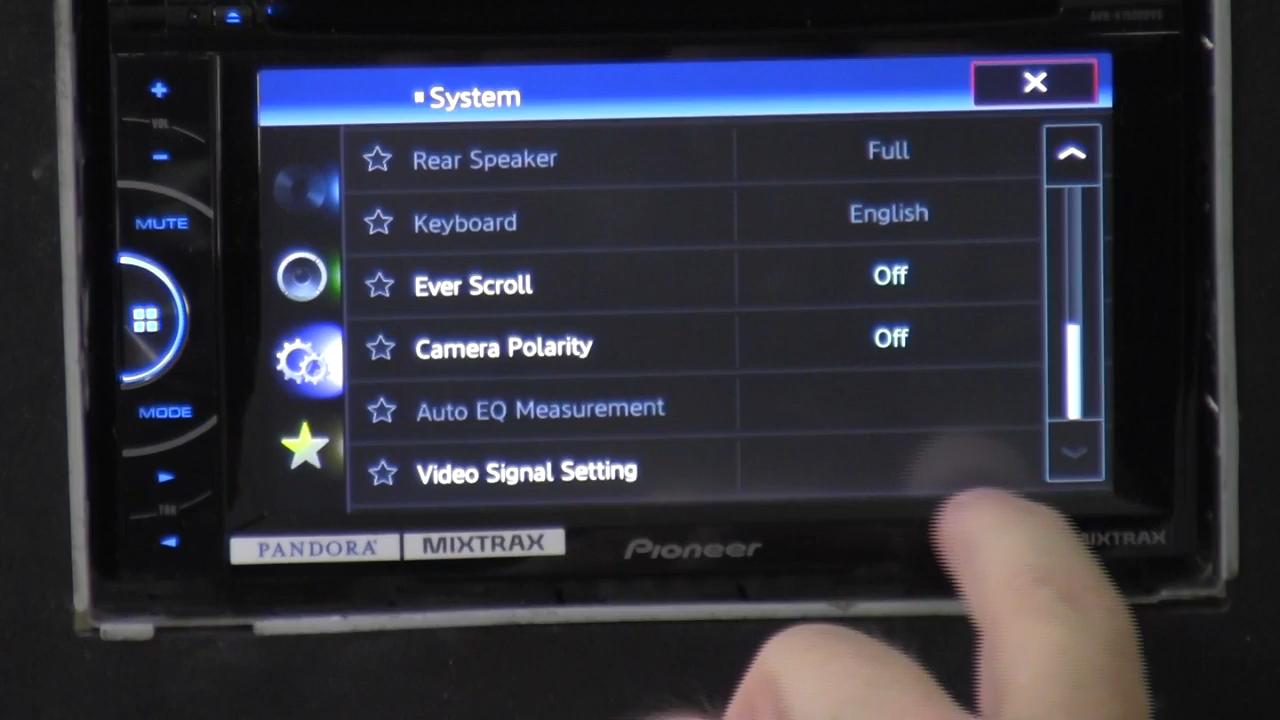 System
Rear Speaker Full
Keyboard English
Ever Scroll Off
Camera Polarity Off
Auto EQ Measurement
Video Signal Setting
VOL
MUTE
MODE
TRK
PANDORA MIXTRAX Pioneer MIXTRAX